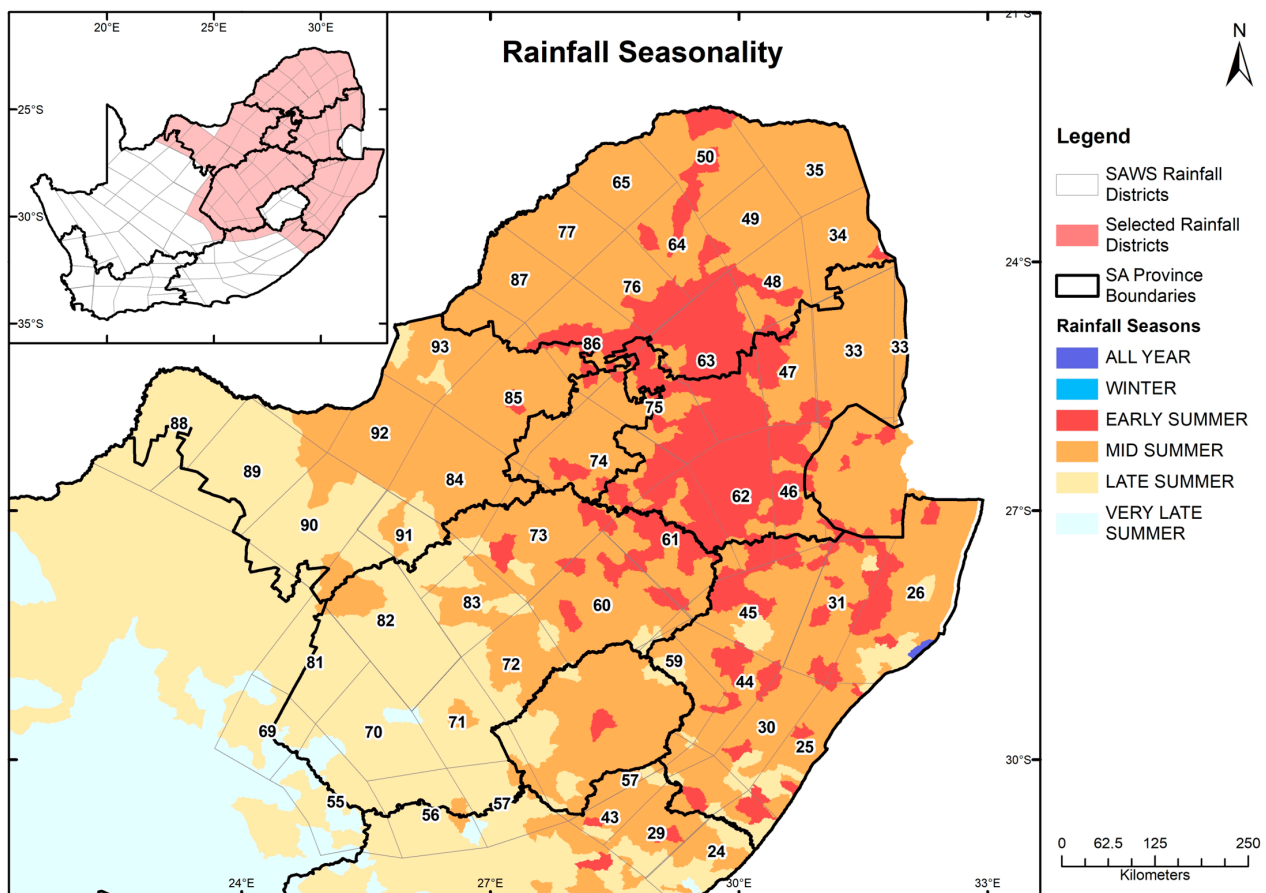 20°E 25°E 30°E
25°S
30°S
35°S
Rainfall Seasonality
21°S
24°S
27°S
30°S
24°E 27°E 30°E 33°E
N
50
35
65
77
49
34
64
87
76
48
93
86
63
47
33
33
85
75
88
92
74
89
84
62
46
90
91
73
61
26
83
60
45
31
82
81
72
59
44
69
70
71
30
25
55
56
57
57
43
29
24
Legend
SAWS Rainfall
Districts
Selected Rainfall
Districts
SA Province
Boundaries
Rainfall Seasons
ALL YEAR
WINTER
EARLY SUMMER
MID SUMMER
LATE SUMMER
VERY LATE
SUMMER
0 62.5 125 250
Kilometers